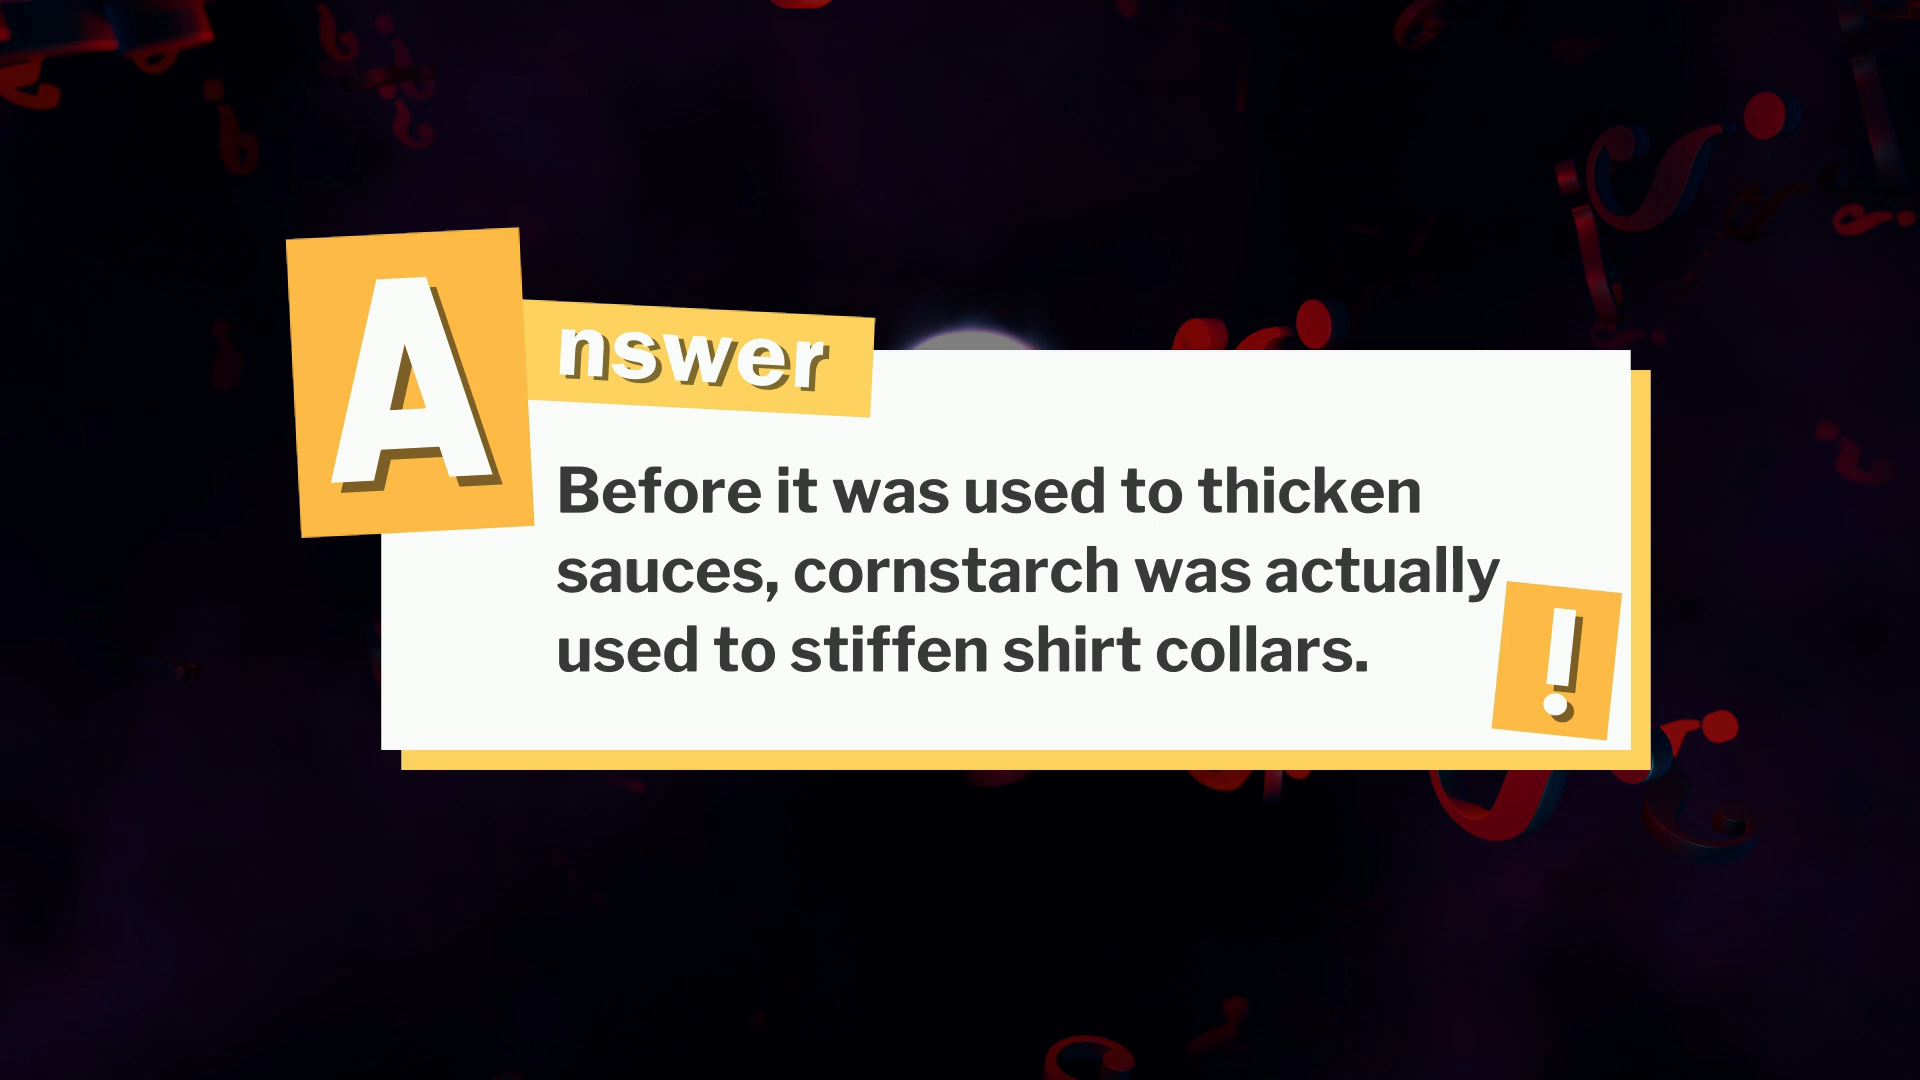 Answer
Before it was used to thicken
sauces, cornstarch was actually
used to stiffen shirt collars.
!